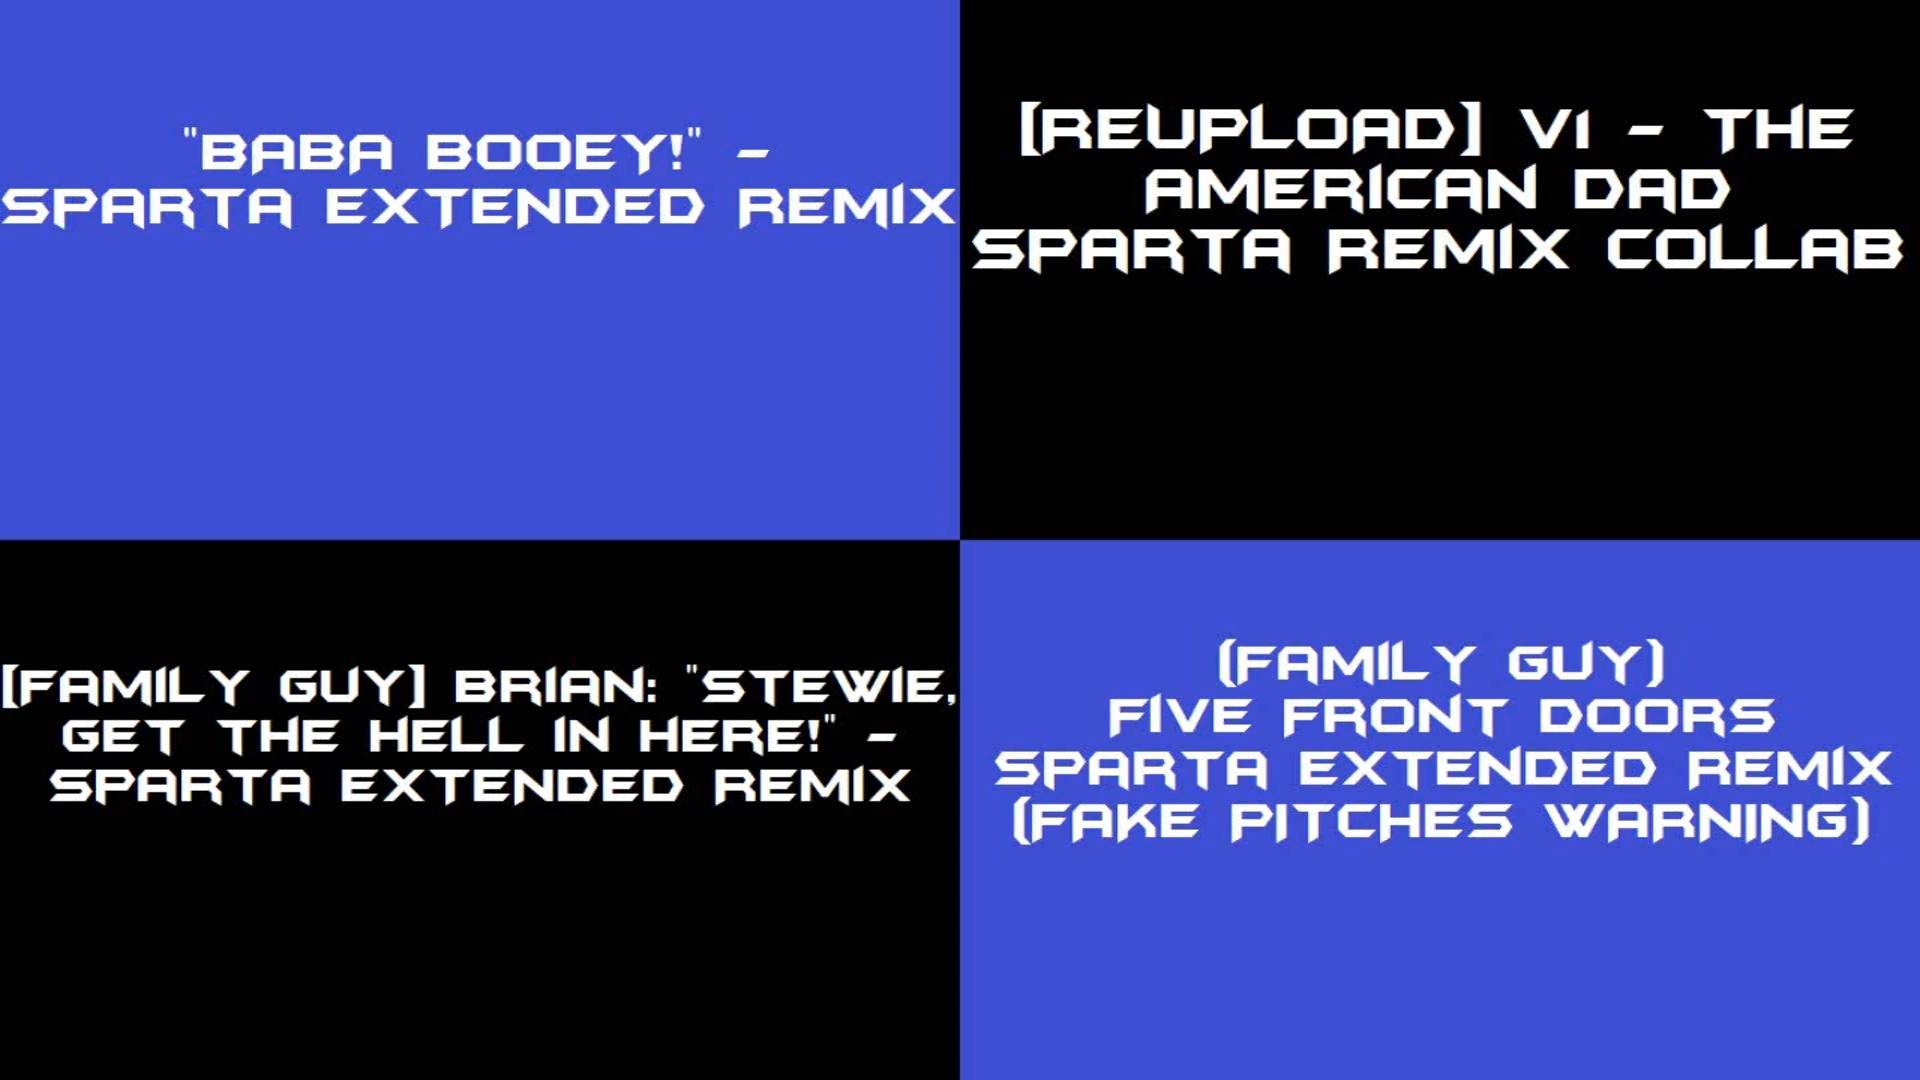 "BABA BOOEY!" -
SPARTA EXTENDED REMIX
[REUPLOAD] V1 - THE
AMERICAN DAD
SPARTA REMIX COLLAB
[FAMILY GUY] BRIAN: "STEWIE,
GET THE HELL IN HERE!" -
SPARTA EXTENDED REMIX
(FAMILY GUY)
FIVE FRONT DOORS
SPARTA EXTENDED REMIX
(FAKE PITCHES WARNING)